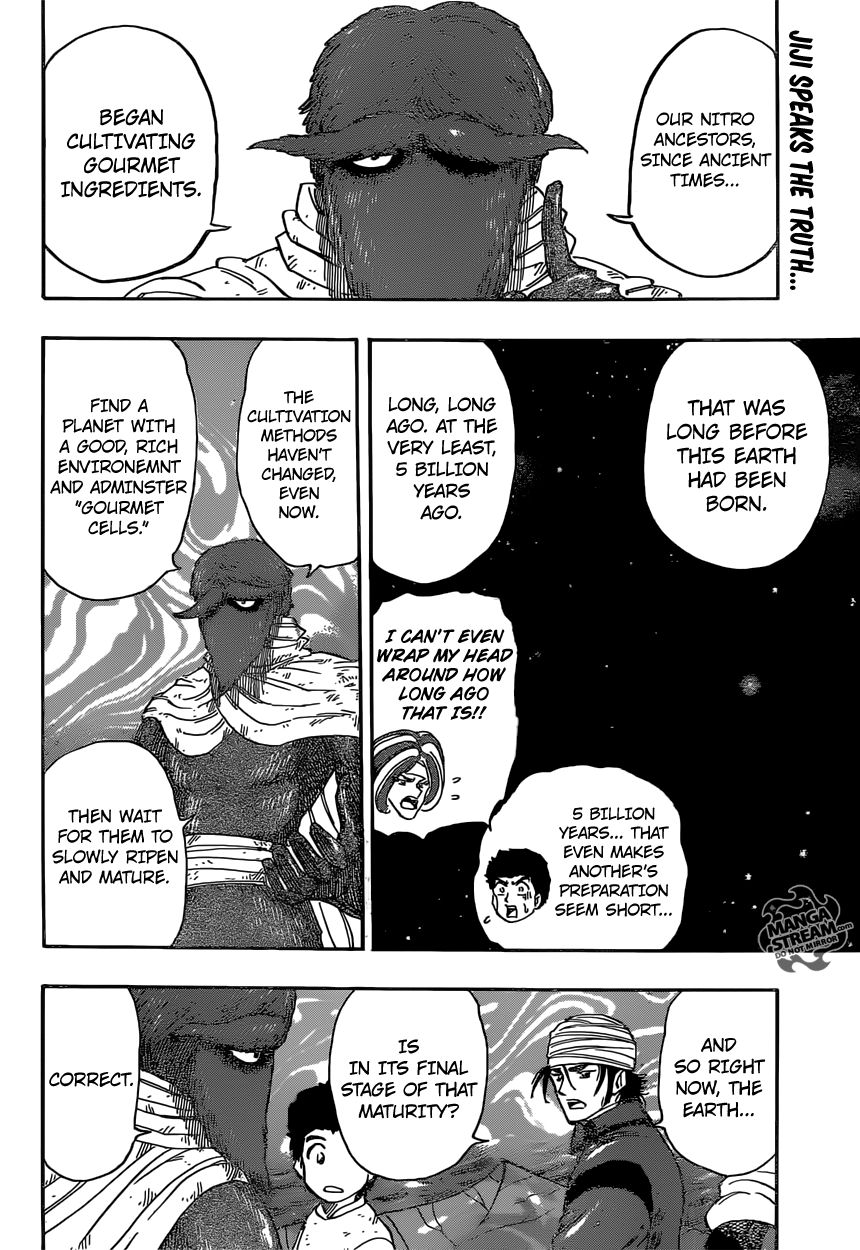 JIJI SPEAKS THE TRUTH...
OUR NITRO
ANCESTORS,
SINCE ANCIENT
TIMES...
BEGAN
CULTIVATING
GOURMET
INGREDIENTS.
THAT WAS
LONG BEFORE
THIS EARTH
HAD BEEN
BORN.
LONG, LONG
AGO. AT THE
VERY LEAST,
5 BILLION
YEARS
AGO.
I CAN'T EVEN
WRAP MY HEAD
AROUND HOW
LONG AGO
THAT IS!!
5 BILLION
YEARS... THAT
EVEN MAKES
ANOTHER'S
PREPARATION
SEEM SHORT...
THE
CULTIVATION
METHODS
HAVEN'T
CHANGED,
EVEN
NOW.
FIND A
PLANET WITH
A GOOD, RICH
ENVIRONEMNT
AND ADMINSTER
"GOURMET
CELLS."
THEN WAIT
FOR THEM TO
SLOWLY RIPEN
AND MATURE.
MANGA
STREAM.com
DO NOT MIRROR
AND
SO RIGHT
NOW, THE
EARTH...
IS
IN ITS FINAL
STAGE OF THAT
MATURITY?
CORRECT.